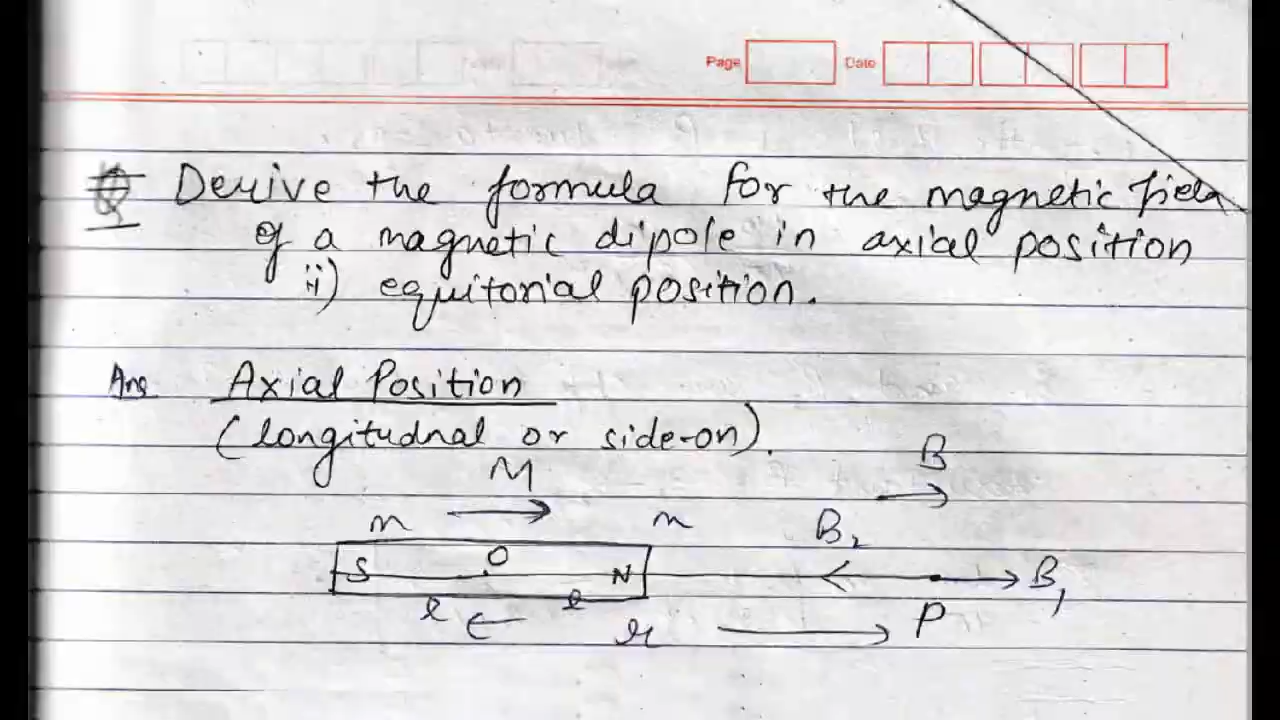 Page Date
Q Derive the formula for the magnetic field
of a magnetic dipole in axial position
ii) equitorial position.
Ans Axial Position
(longitudnal or side-on).
M B
m m B₂
S O N B₁
l l r P